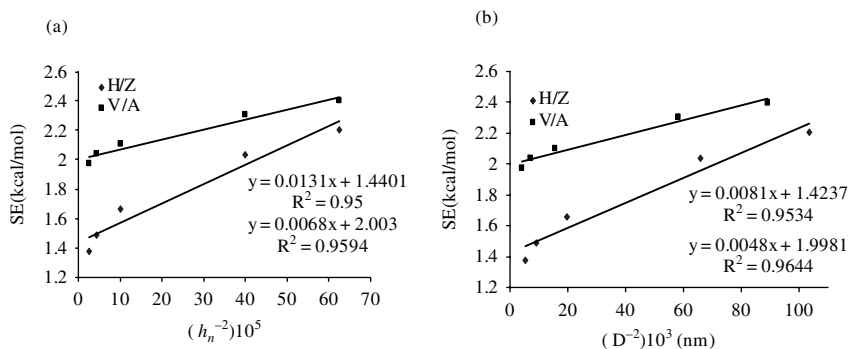 (a)
SE(kcal/mol)
2.6
2.4
2.2
2
1.8
1.6
1.4
1.2
H/Z
V/A
y = 0.0131x + 1.4401
R² = 0.95
y = 0.0068x + 2.003
R² = 0.9594
0 10 20 30 40 50 60 70
(hₙ⁻²)10⁵
(b)
SE(kcal/mol)
2.6
2.4
2.2
2
1.8
1.6
1.4
1.2
H/Z
V/A
y = 0.0081x + 1.4237
R² = 0.9534
y = 0.0048x + 1.9981
R² = 0.9644
0 20 40 60 80 100
(D⁻²)10³ (nm)